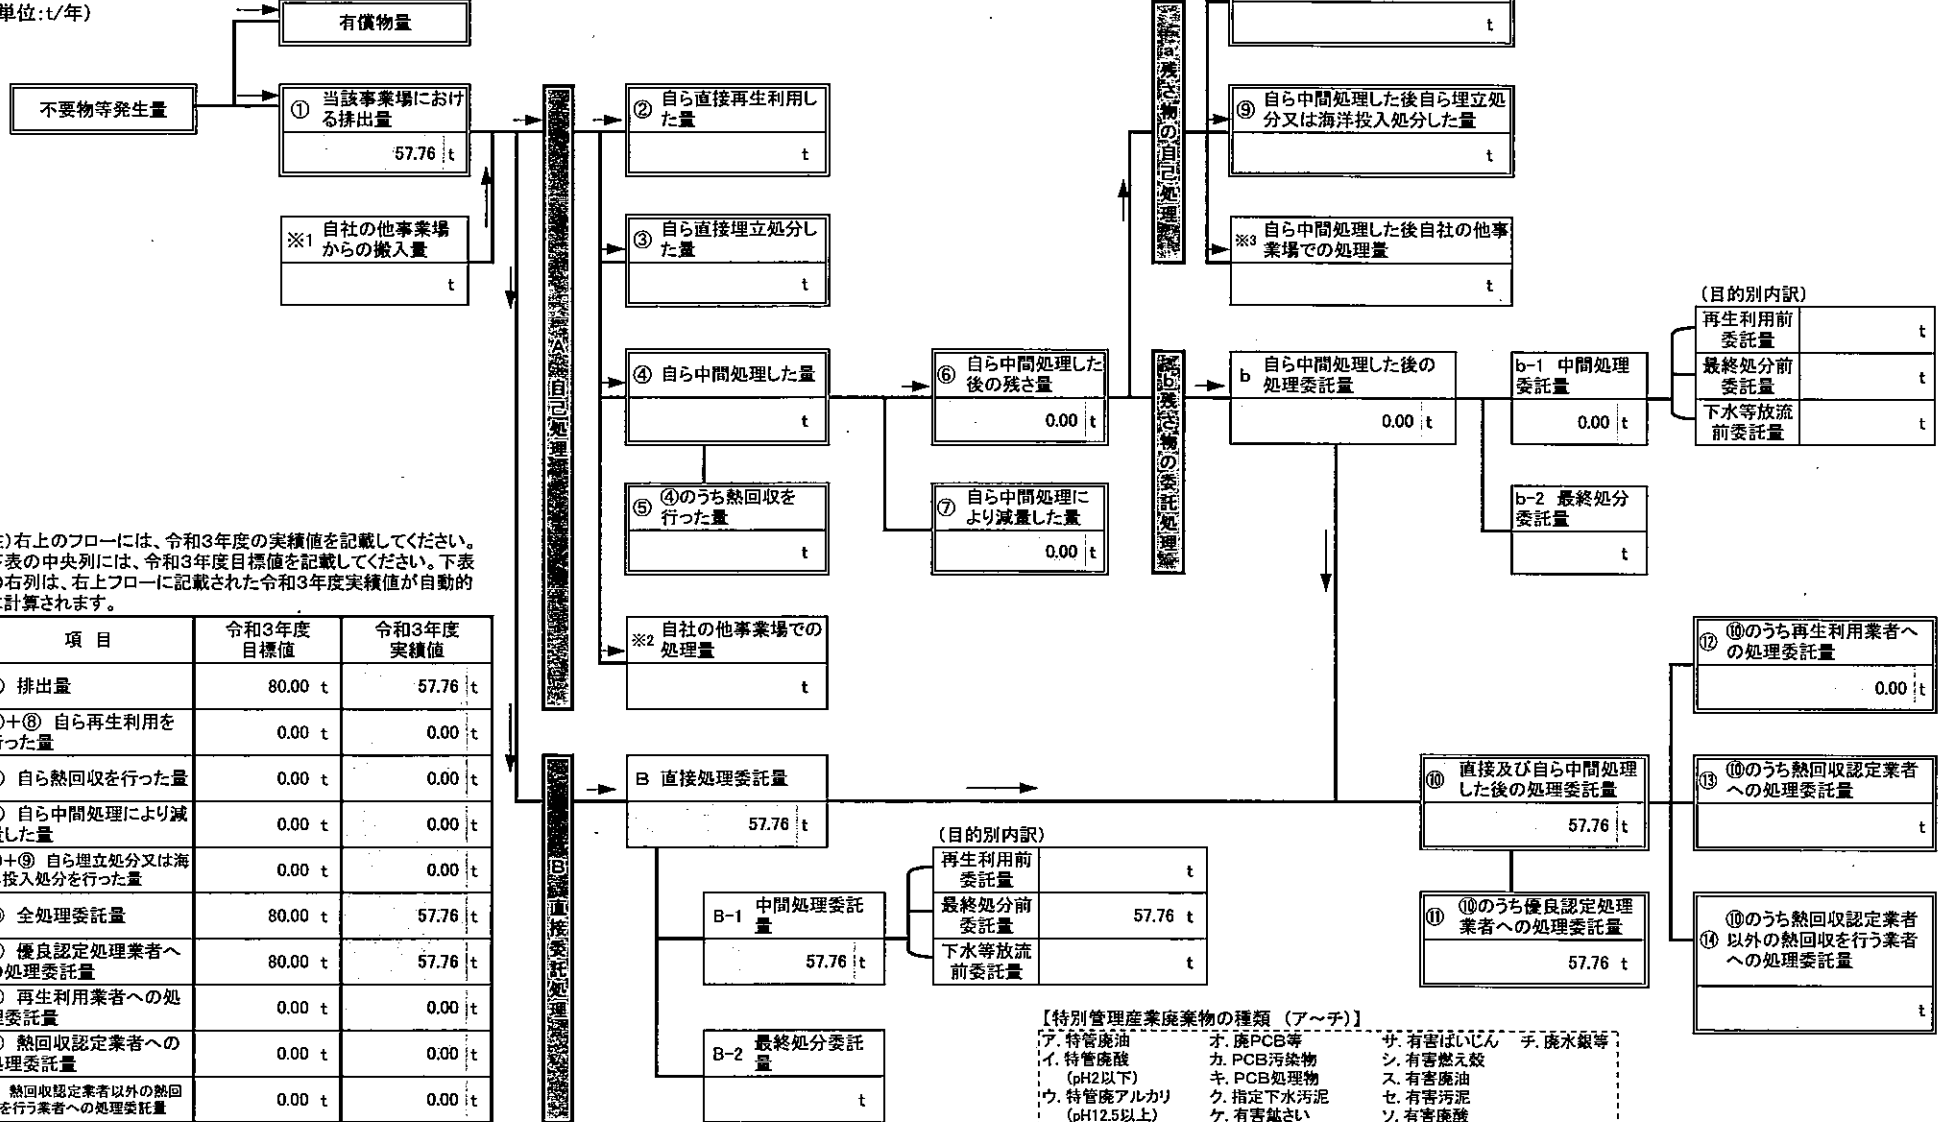 単位:t/年)
有償物量
不要物等発生量
① 当該事業場におけ
る排出量
57.76 t
※1 自社の他事業場
からの搬入量
t
A 自己処理
② 自ら直接再生利用し
た量
t
③ 自ら直接埋立処分し
た量
t
④ 自ら中間処理した量
t
⑤ ④のうち熱回収を
行った量
t
※2 自社の他事業場での
処理量
t
⑥ 自ら中間処理した
後の残さ量
0.00 t
⑦ 自ら中間処理に
より減量した量
0.00 t
a 残さ物の自己処理
t
⑨ 自ら中間処理した後自ら埋立処
分又は海洋投入処分した量
t
※3 自ら中間処理した後自社の他事
業場での処理量
t
b 残さ物の委託処理
b 自ら中間処理した後の
処理委託量
0.00 t
b-1 中間処理
委託量
0.00 t
b-2 最終処分
委託量
t
(目的別内訳)
再生利用前
委託量
t
最終処分前
委託量
t
下水等放流
前委託量
t
)右上のフローには、令和3年度の実績値を記載してください。
表の中央列には、令和3年度目標値を記載してください。下表
右列は、右上フローに記載された令和3年度実績値が自動的
計算されます。
項 目 令和3年度
目標値 令和3年度
実績値
) 排出量 80.00 t 57.76 t
)+⑧ 自ら再生利用を
った量 0.00 t 0.00 t
) 自ら熱回収を行った量 0.00 t 0.00 t
) 自ら中間処理により減
した量 0.00 t 0.00 t
)+⑨ 自ら埋立処分又は海
投入処分を行った量 0.00 t 0.00 t
) 全処理委託量 80.00 t 57.76 t
) 優良認定処理業者へ
の処理委託量 80.00 t 57.76 t
) 再生利用業者への処
理委託量 0.00 t 0.00 t
) 熱回収認定業者への
処理委託量 0.00 t 0.00 t
熱回収認定業者以外の熱回
を行う業者への処理委託量 0.00 t 0.00 t
B 直接委託処理
B 直接処理委託量
57.76 t
B-1 中間処理委託
量
57.76 t
B-2 最終処分委託
量
t
(目的別内訳)
再生利用前
委託量
t
最終処分前
委託量
57.76 t
下水等放流
前委託量
t
⑩ 直接及び自ら中間処理
した後の処理委託量
57.76 t
⑪ ⑩のうち優良認定処理
業者への処理委託量
57.76 t
⑫ ⑩のうち再生利用業者へ
の処理委託量
0.00 t
⑬ ⑩のうち熱回収認定業者
への処理委託量
t
⑭ ⑩のうち熱回収認定業者
以外の熱回収を行う業者
への処理委託量
t
【特別管理産業廃棄物の種類 (ア～チ)】
ア. 特管廃油 オ. 廃PCB等 サ. 有害ばいじん チ. 廃水銀等
イ. 特管廃酸 カ. PCB汚染物 シ. 有害燃え殻
(pH2以下) キ. PCB処理物 ス. 有害廃油
ウ. 特管廃アルカリ ク. 指定下水汚泥 セ. 有害汚泥
(pH12.5以上) ケ. 有害鉱さい ソ. 有害廃酸